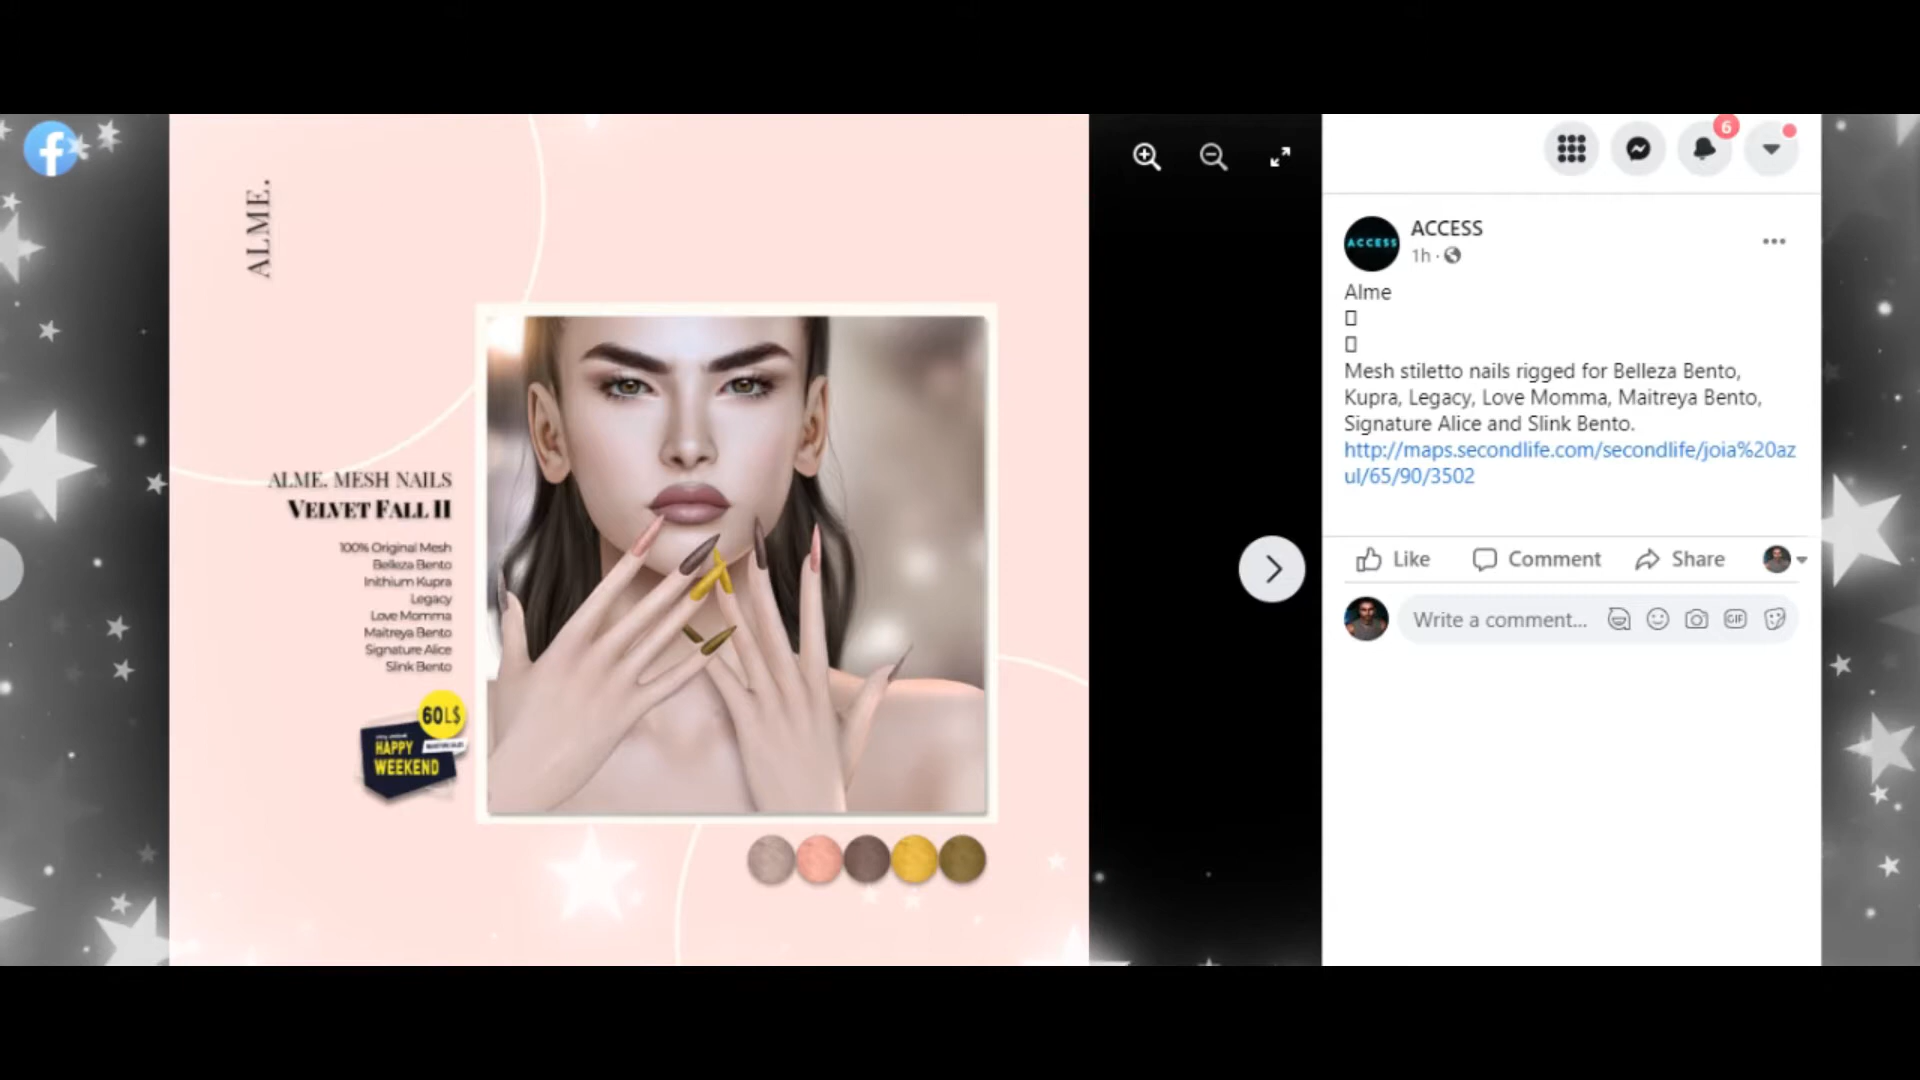 ALME.
ALME. MESH NAILS
VELVET FALL II
100% Original Mesh
Belleza Bento
Inithium Kupra
Legacy
Love Momma
Maitreya Bento
Signature Alice
Slink Bento
60L$
HAPPY
WEEKEND
6
ACCESS
ACCESS
1h ·
Alme
Mesh stiletto nails rigged for Belleza Bento,
Kupra, Legacy, Love Momma, Maitreya Bento,
Signature Alice and Slink Bento.
http://maps.secondlife.com/secondlife/joia%20az
ul/65/90/3502
Like Comment Share
Write a comment... GIF